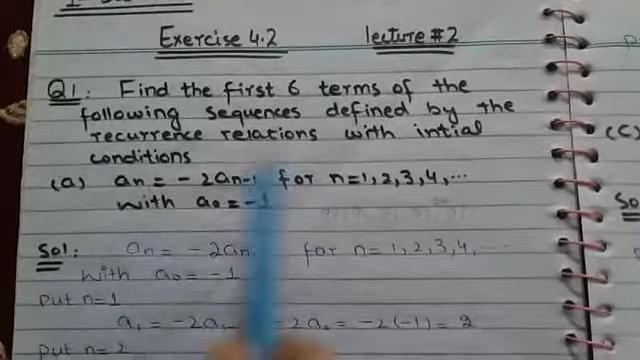 Exercise 4.2 lecture #2
Q1: Find the first 6 terms of the
following sequences defined by the
recurrence relations with intial
conditions
(a) an = -2an-1 for n=1,2,3,4,...
with a0 = -1
Sol: an = -2an- for n=1,2,3,4,...
with a0 = -1
put n=1
a1 = -2a1- = 2a0 = -2(-1) = 2
put n=2
(C)
So